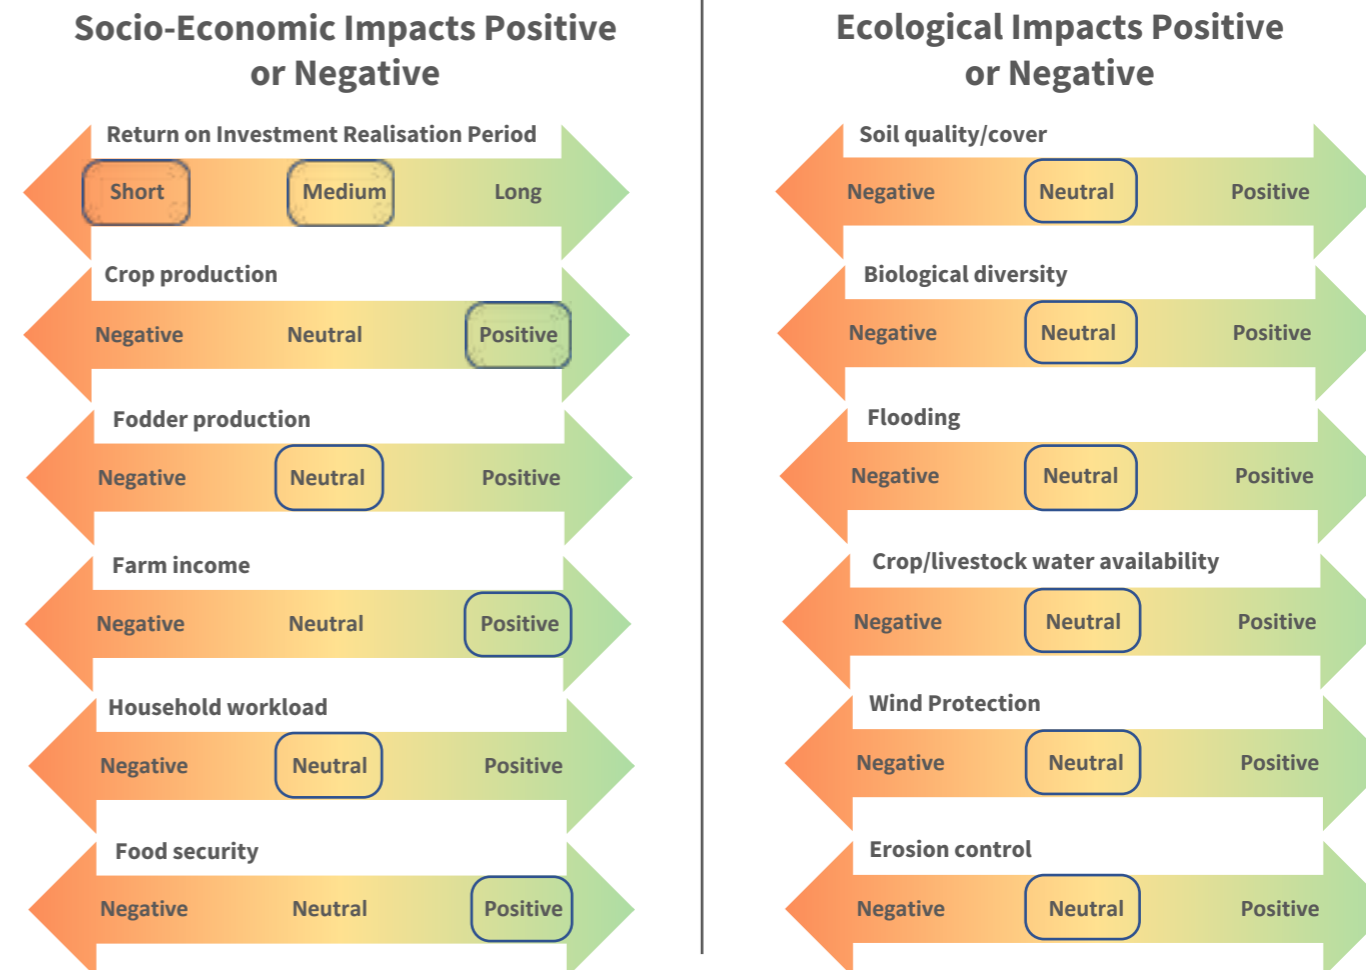 Socio-Economic Impacts Positive
or Negative
Return on Investment Realisation Period
Short Medium Long
Crop production
Negative Neutral Positive
Fodder production
Negative Neutral Positive
Farm income
Negative Neutral Positive
Household workload
Negative Neutral Positive
Food security
Negative Neutral Positive
Ecological Impacts Positive
or Negative
Soil quality/cover
Negative Neutral Positive
Biological diversity
Negative Neutral Positive
Flooding
Negative Neutral Positive
Crop/livestock water availability
Negative Neutral Positive
Wind Protection
Negative Neutral Positive
Erosion control
Negative Neutral Positive